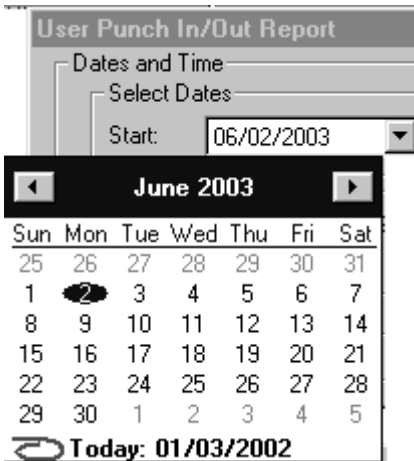 User Punch In/Out Report
Dates and Time
Select Dates
Start: 06/02/2003
June 2003
Sun Mon Tue Wed Thu Fri Sat
25 26 27 28 29 30 31
1 2 3 4 5 6 7
8 9 10 11 12 13 14
15 16 17 18 19 20 21
22 23 24 25 26 27 28
29 30 1 2 3 4 5
Today: 01/03/2002